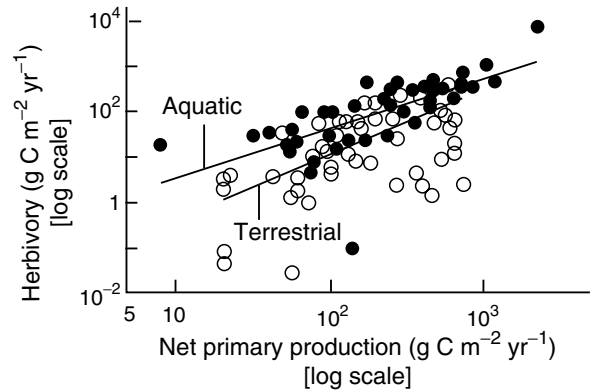 10⁴
10²
1
10⁻²
Herbivory (g C m⁻² yr⁻¹)
[log scale]
Aquatic
Terrestrial
5 10 10² 10³
Net primary production (g C m⁻² yr⁻¹)
[log scale]